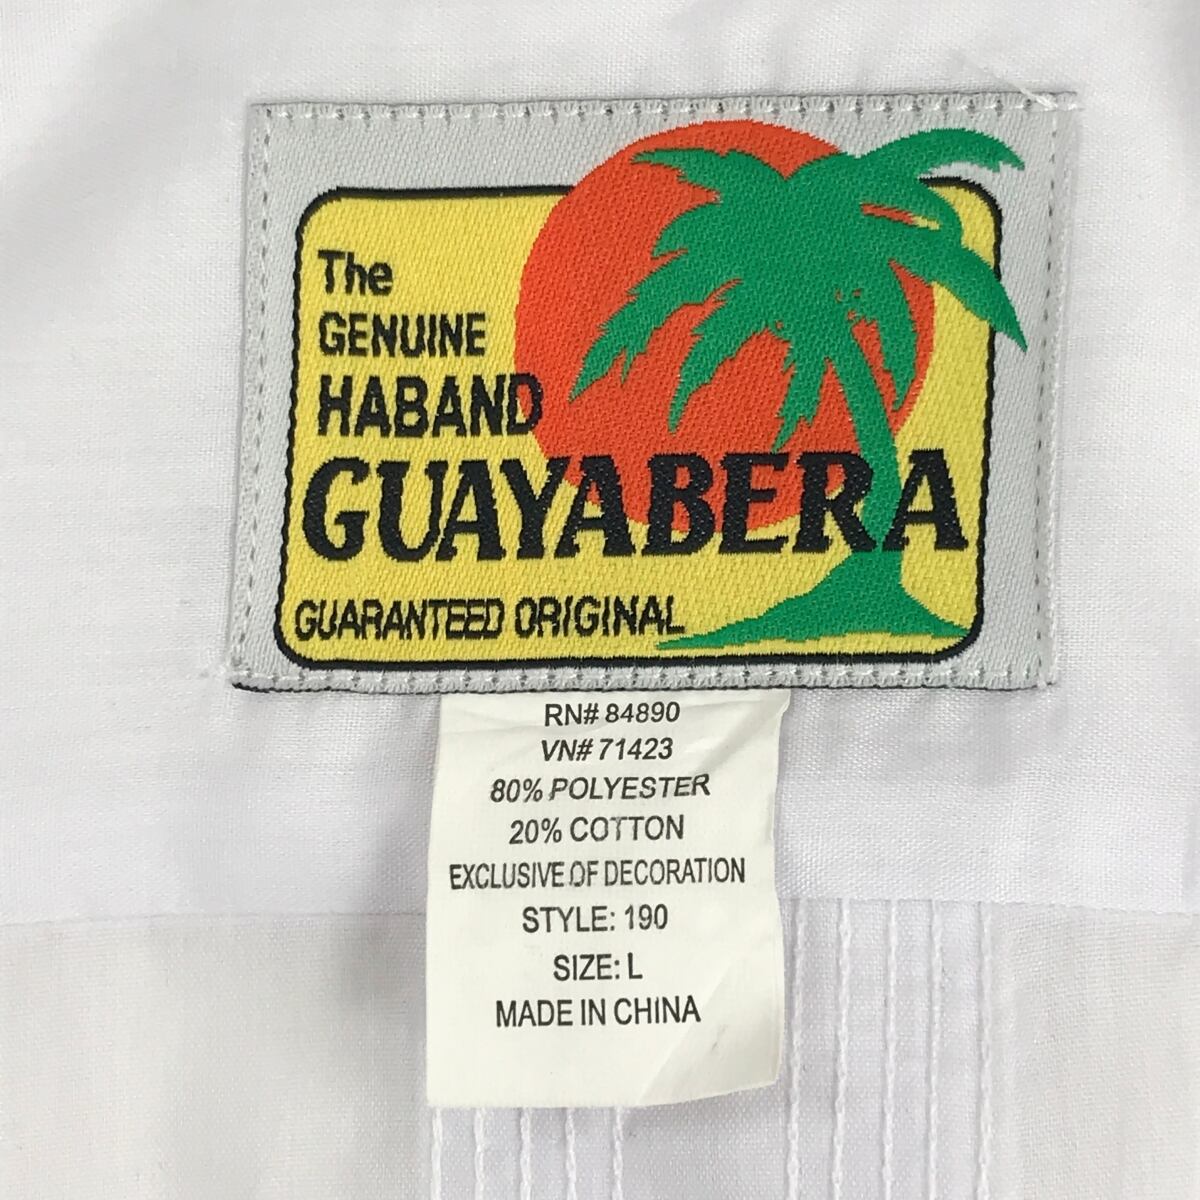 The
GENUINE
HABAND
GUAYABERA
GUARANTEED ORIGINAL
RN# 84890
VN# 71423
80% POLYESTER
20% COTTON
EXCLUSIVE OF DECORATION
STYLE: 190
SIZE: L
MADE IN CHINA